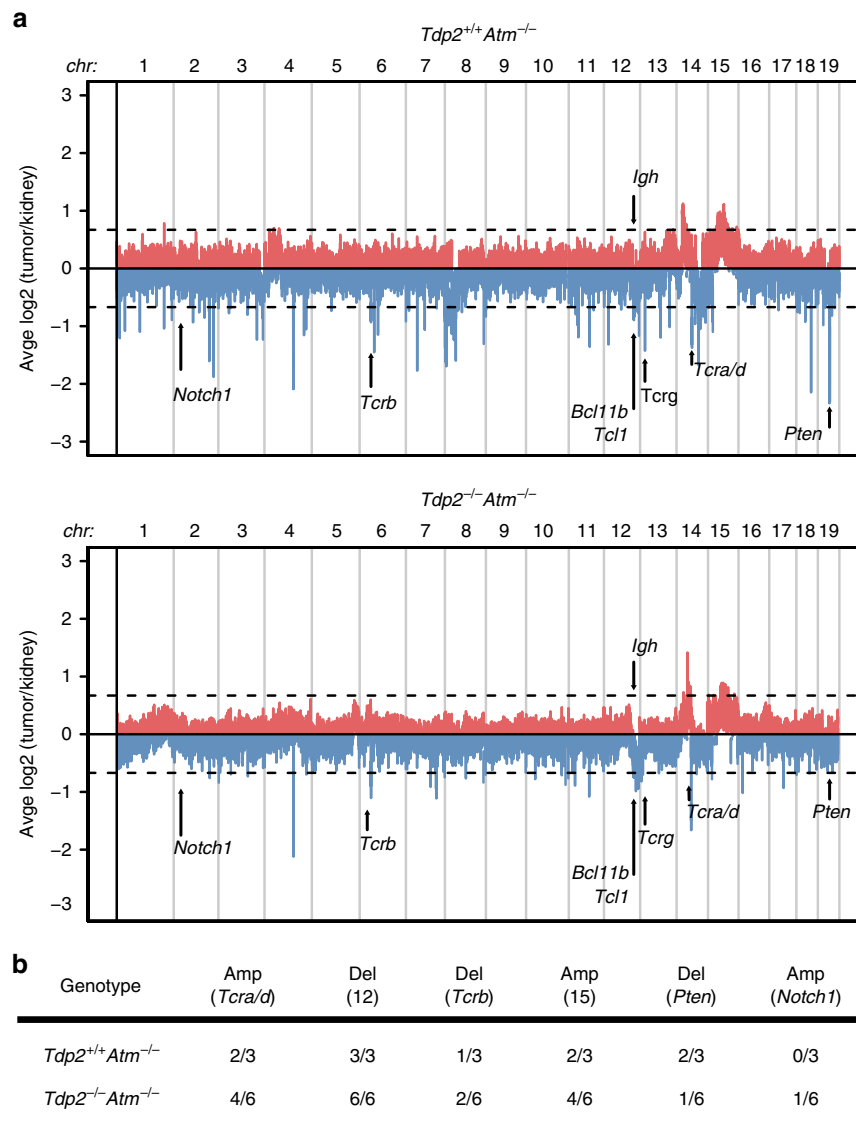 a
Tdp2+/+Atm−/−
chr: 1 2 3 4 5 6 7 8 9 10 11 12 13 14 15 16 17 18 19
Avge log2 (tumor/kidney)
3
2
1
0
−1
−2
−3
Igh
Notch1
Tcrb
Bcl11b
Tcl1
Tcrg
Tcra/d
Pten
Tdp2−/−Atm−/−
chr: 1 2 3 4 5 6 7 8 9 10 11 12 13 14 15 16 17 18 19
Avge log2 (tumor/kidney)
3
2
1
0
−1
−2
−3
Igh
Notch1
Tcrb
Bcl11b
Tcl1
Tcrg
Tcra/d
Pten
b
Genotype Amp (Tcra/d) Del (12) Del (Tcrb) Amp (15) Del (Pten) Amp (Notch1)
Tdp2+/+Atm−/− 2/3 3/3 1/3 2/3 2/3 0/3
Tdp2−/−Atm−/− 4/6 6/6 2/6 4/6 1/6 1/6